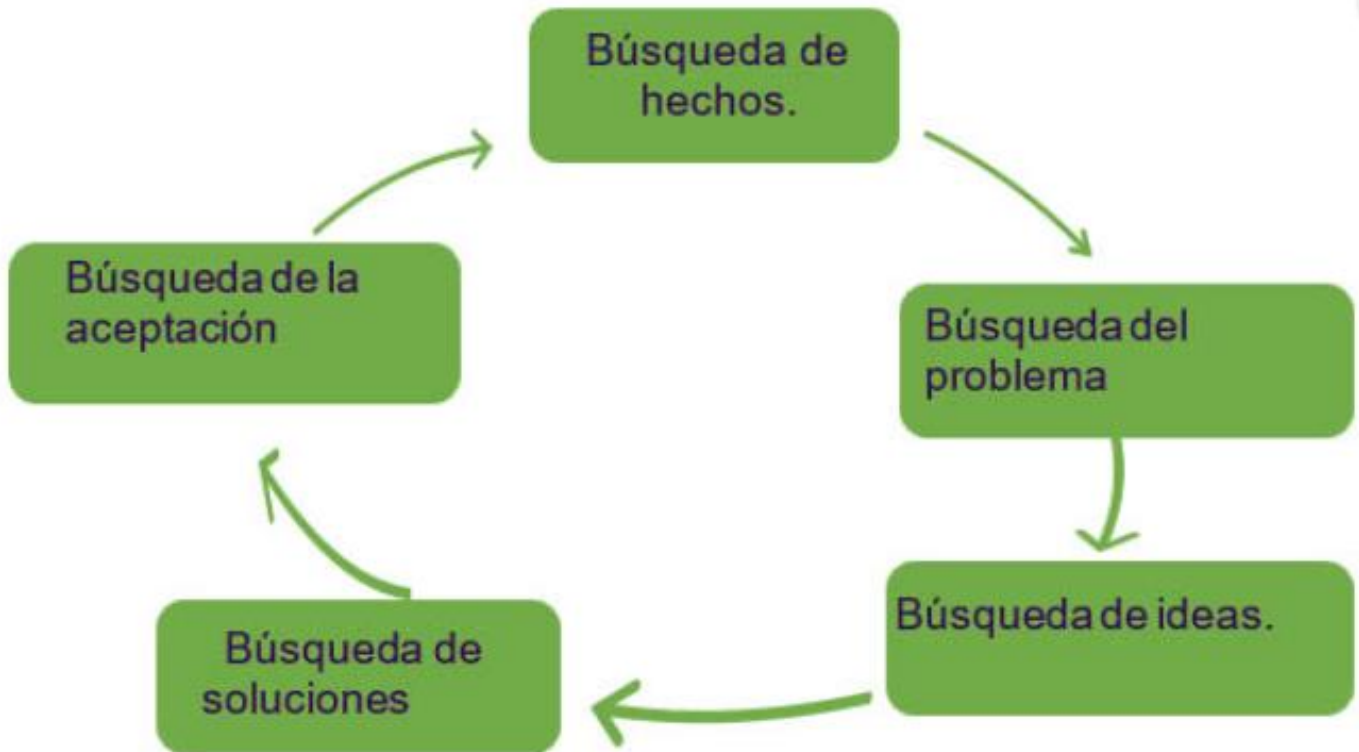 Búsqueda de
hechos.
Búsqueda del
problema
Búsqueda de ideas.
Búsqueda de
soluciones
Búsqueda de la
aceptación